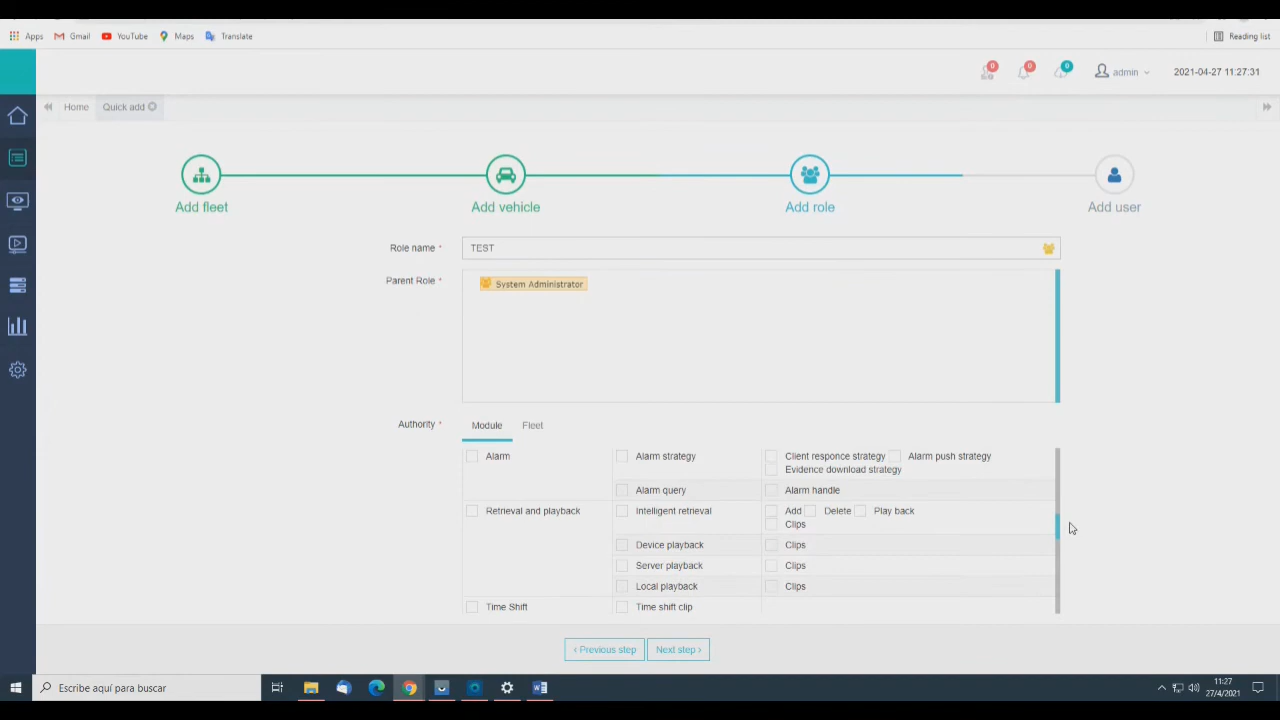 Apps Gmail YouTube Maps Translate Reading list
0 0 0 admin 2021-04-27 11:27:31
Home Quick add
Add fleet Add vehicle Add role Add user
Role name * TEST
Parent Role * System Administrator
Authority * Module Fleet
Alarm Alarm strategy Client responce strategy Alarm push strategy
Evidence download strategy
Alarm query Alarm handle
Retrieval and playback Intelligent retrieval Add Delete Play back
Clips
Device playback Clips
Server playback Clips
Local playback Clips
Time Shift Time shift clip
‹ Previous step Next step ›
Escribe aquí para buscar 11:27
27/4/2021